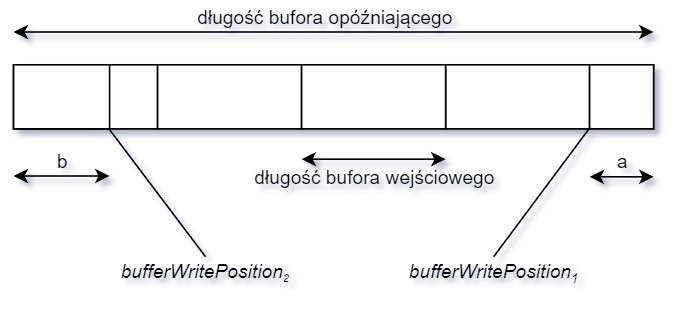 długość bufora opóźniającego
b
a
długość bufora wejściowego
bufferWritePosition₂
bufferWritePosition₁